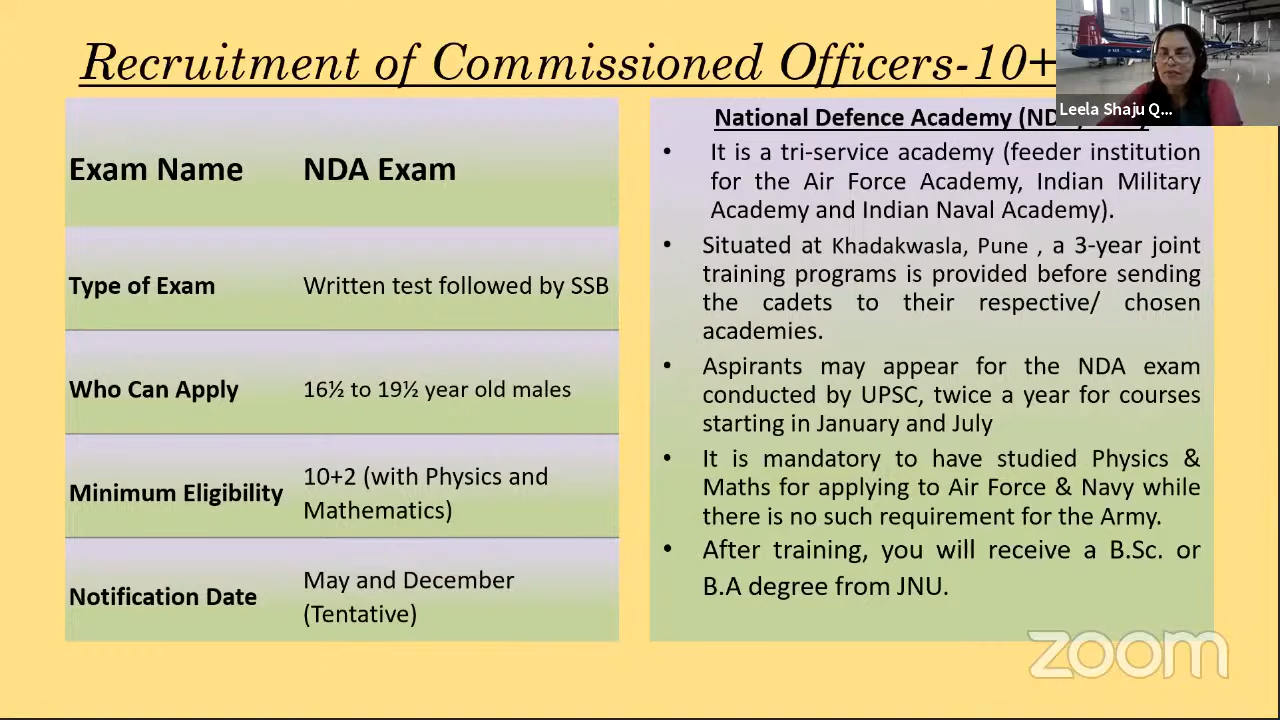 Recruitment of Commissioned Officers-10+
Leela Shaju Q...
Exam Name NDA Exam
Type of Exam Written test followed by SSB
Who Can Apply 16½ to 19½ year old males
Minimum Eligibility 10+2 (with Physics and
Mathematics)
Notification Date May and December
(Tentative)
National Defence Academy
• It is a tri-service academy (feeder institution
for the Air Force Academy, Indian Military
Academy and Indian Naval Academy).
• Situated at Khadakwasla, Pune , a 3-year joint
training programs is provided before sending
the cadets to their respective/ chosen
academies.
• Aspirants may appear for the NDA exam
conducted by UPSC, twice a year for courses
starting in January and July
• It is mandatory to have studied Physics &
Maths for applying to Air Force & Navy while
there is no such requirement for the Army.
• After training, you will receive a B.Sc. or
B.A degree from JNU.
zoom